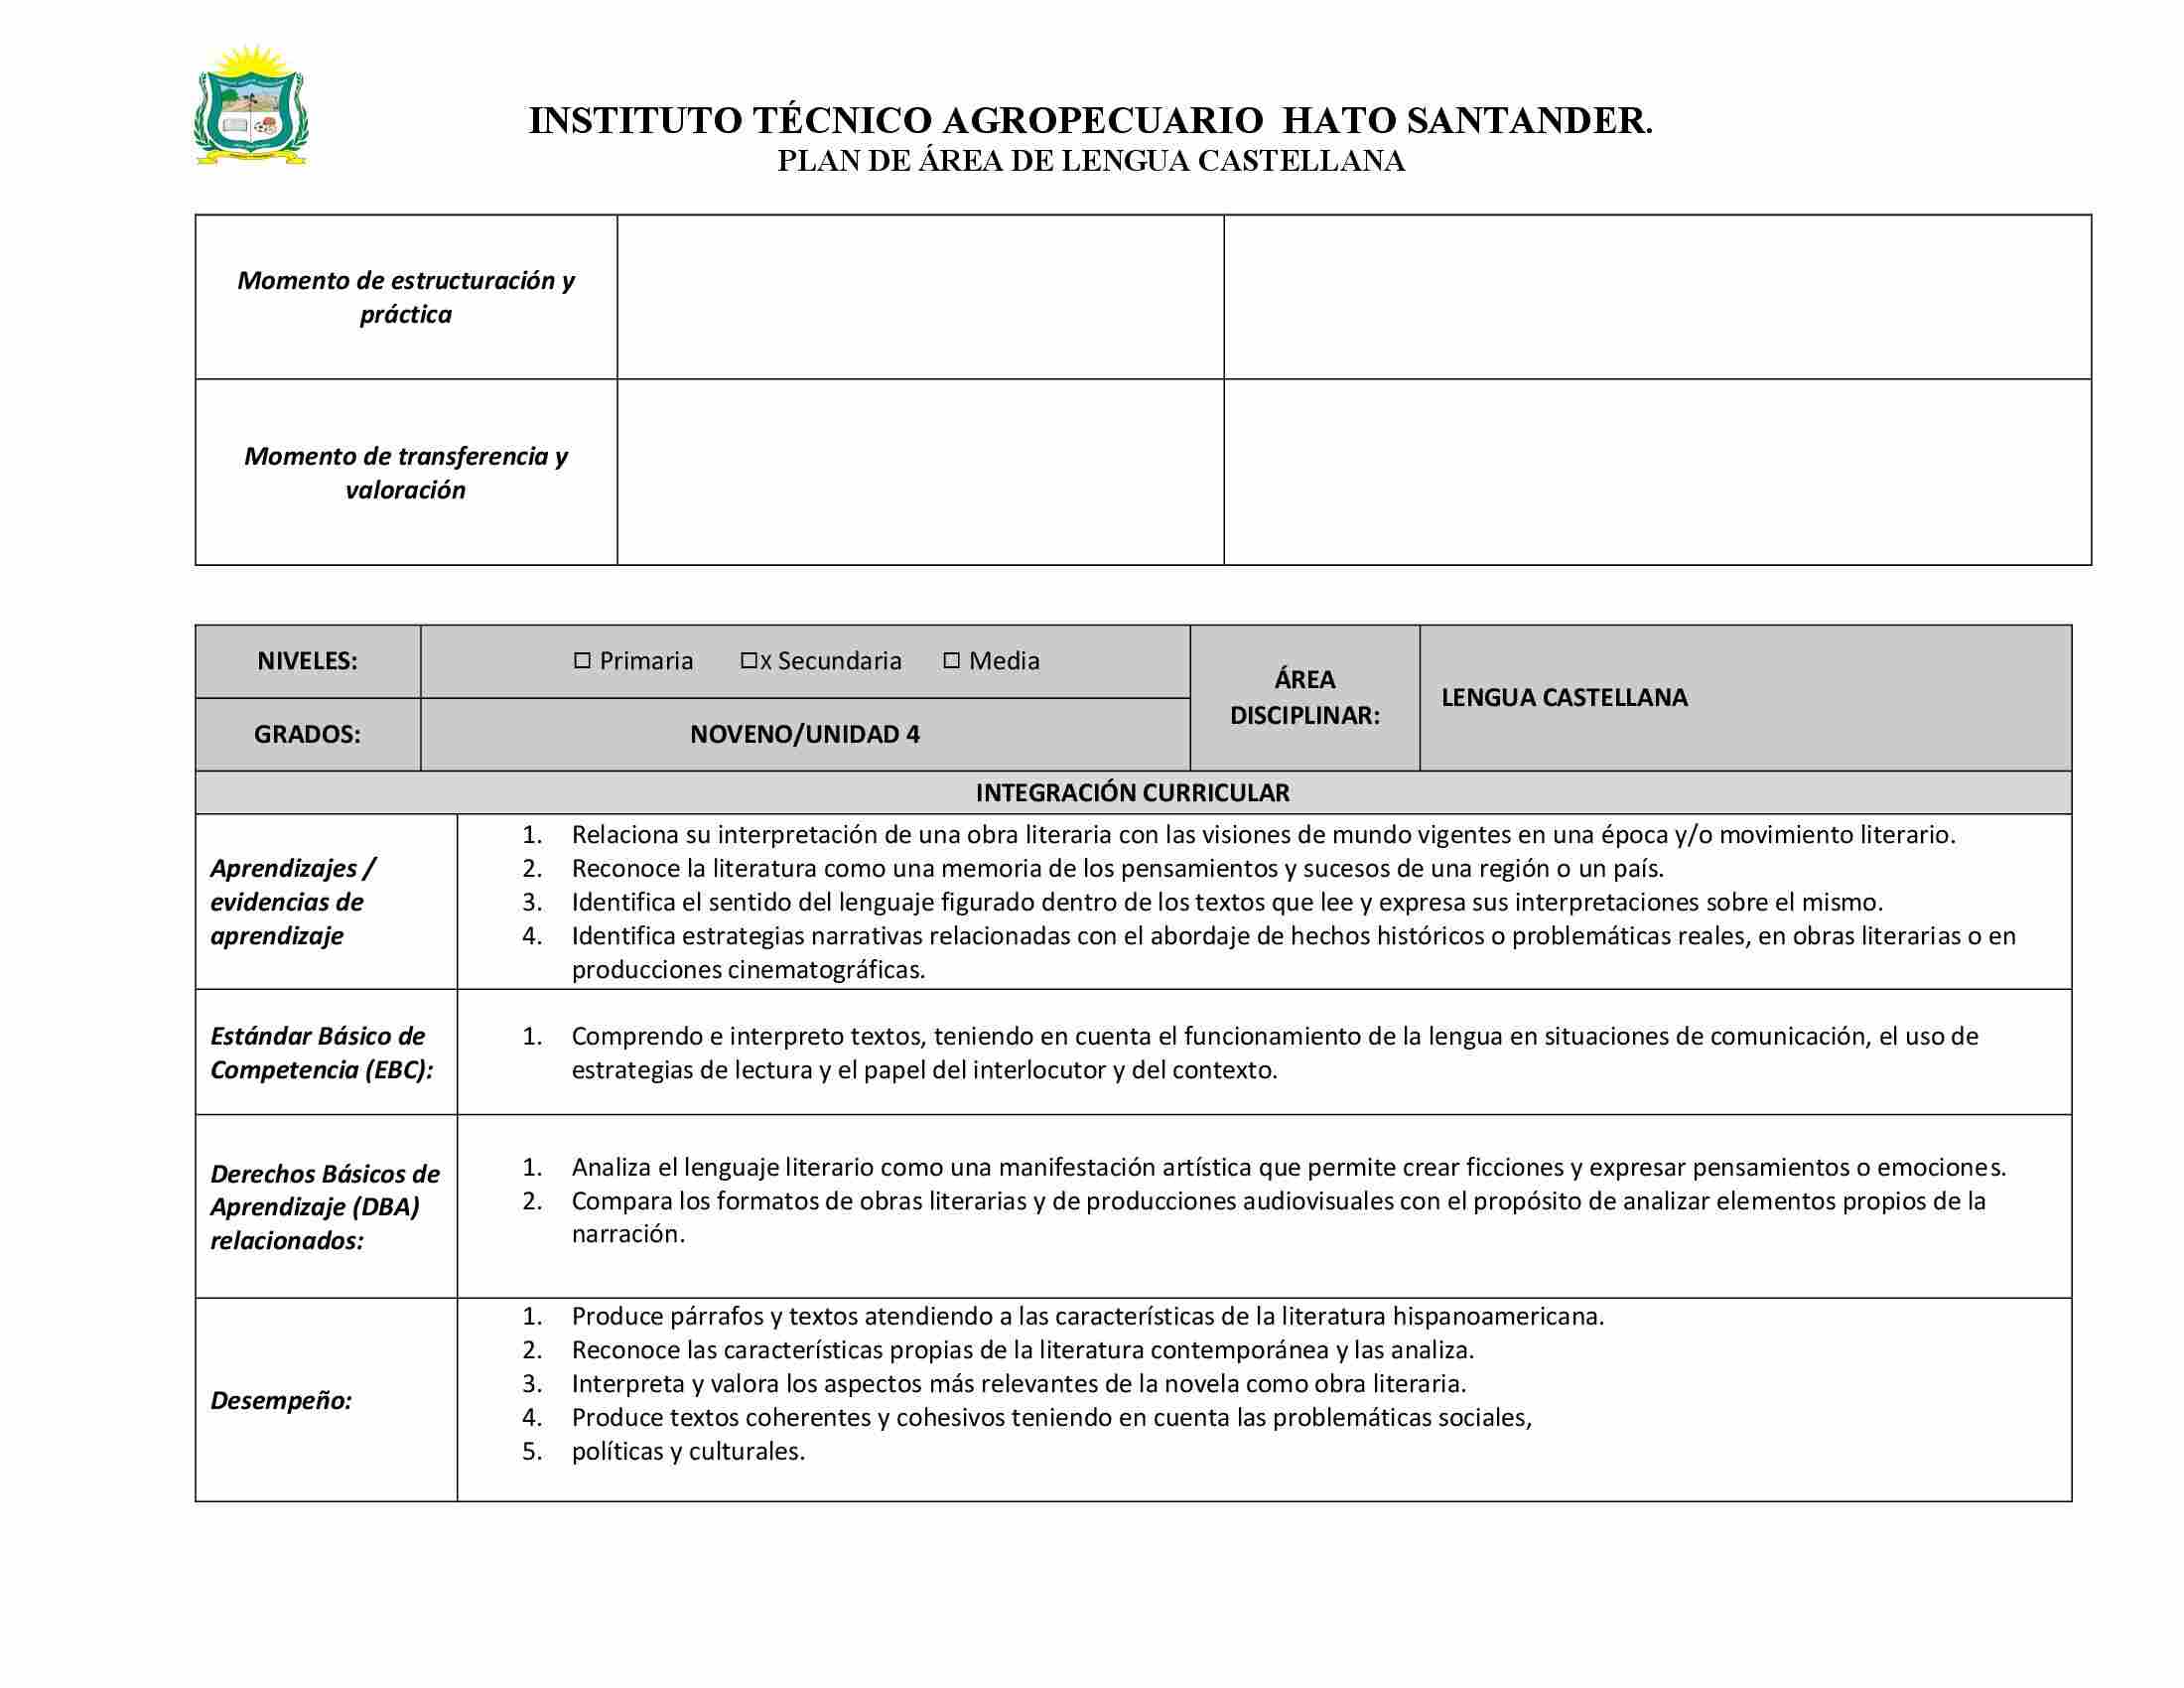 INSTITUTO TÉCNICO AGROPECUARIO HATO SANTANDER.
PLAN DE ÁREA DE LENGUA CASTELLANA
Momento de estructuración y
práctica
Momento de transferencia y
valoración
NIVELES:
☐ Primaria ☐x Secundaria ☐ Media
ÁREA
DISCIPLINAR:
LENGUA CASTELLANA
GRADOS:
NOVENO/UNIDAD 4
INTEGRACIÓN CURRICULAR
Aprendizajes /
evidencias de
aprendizaje
1. Relaciona su interpretación de una obra literaria con las visiones de mundo vigentes en una época y/o movimiento literario.
2. Reconoce la literatura como una memoria de los pensamientos y sucesos de una región o un país.
3. Identifica el sentido del lenguaje figurado dentro de los textos que lee y expresa sus interpretaciones sobre el mismo.
4. Identifica estrategias narrativas relacionadas con el abordaje de hechos históricos o problemáticas reales, en obras literarias o en
producciones cinematográficas.
Estándar Básico de
Competencia (EBC):
1. Comprendo e interpreto textos, teniendo en cuenta el funcionamiento de la lengua en situaciones de comunicación, el uso de
estrategias de lectura y el papel del interlocutor y del contexto.
Derechos Básicos de
Aprendizaje (DBA)
relacionados:
1. Analiza el lenguaje literario como una manifestación artística que permite crear ficciones y expresar pensamientos o emociones.
2. Compara los formatos de obras literarias y de producciones audiovisuales con el propósito de analizar elementos propios de la
narración.
Desempeño:
1. Produce párrafos y textos atendiendo a las características de la literatura hispanoamericana.
2. Reconoce las características propias de la literatura contemporánea y las analiza.
3. Interpreta y valora los aspectos más relevantes de la novela como obra literaria.
4. Produce textos coherentes y cohesivos teniendo en cuenta las problemáticas sociales,
5. políticas y culturales.